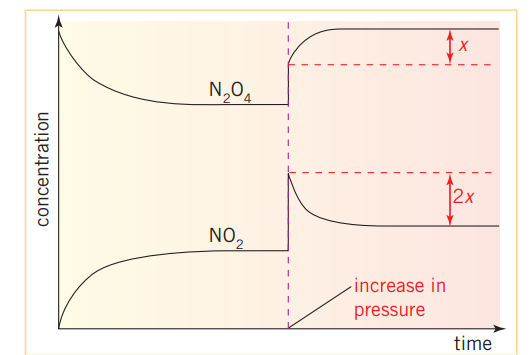 x
N₂O₄
2x
concentration
NO₂
increase in
pressure
time